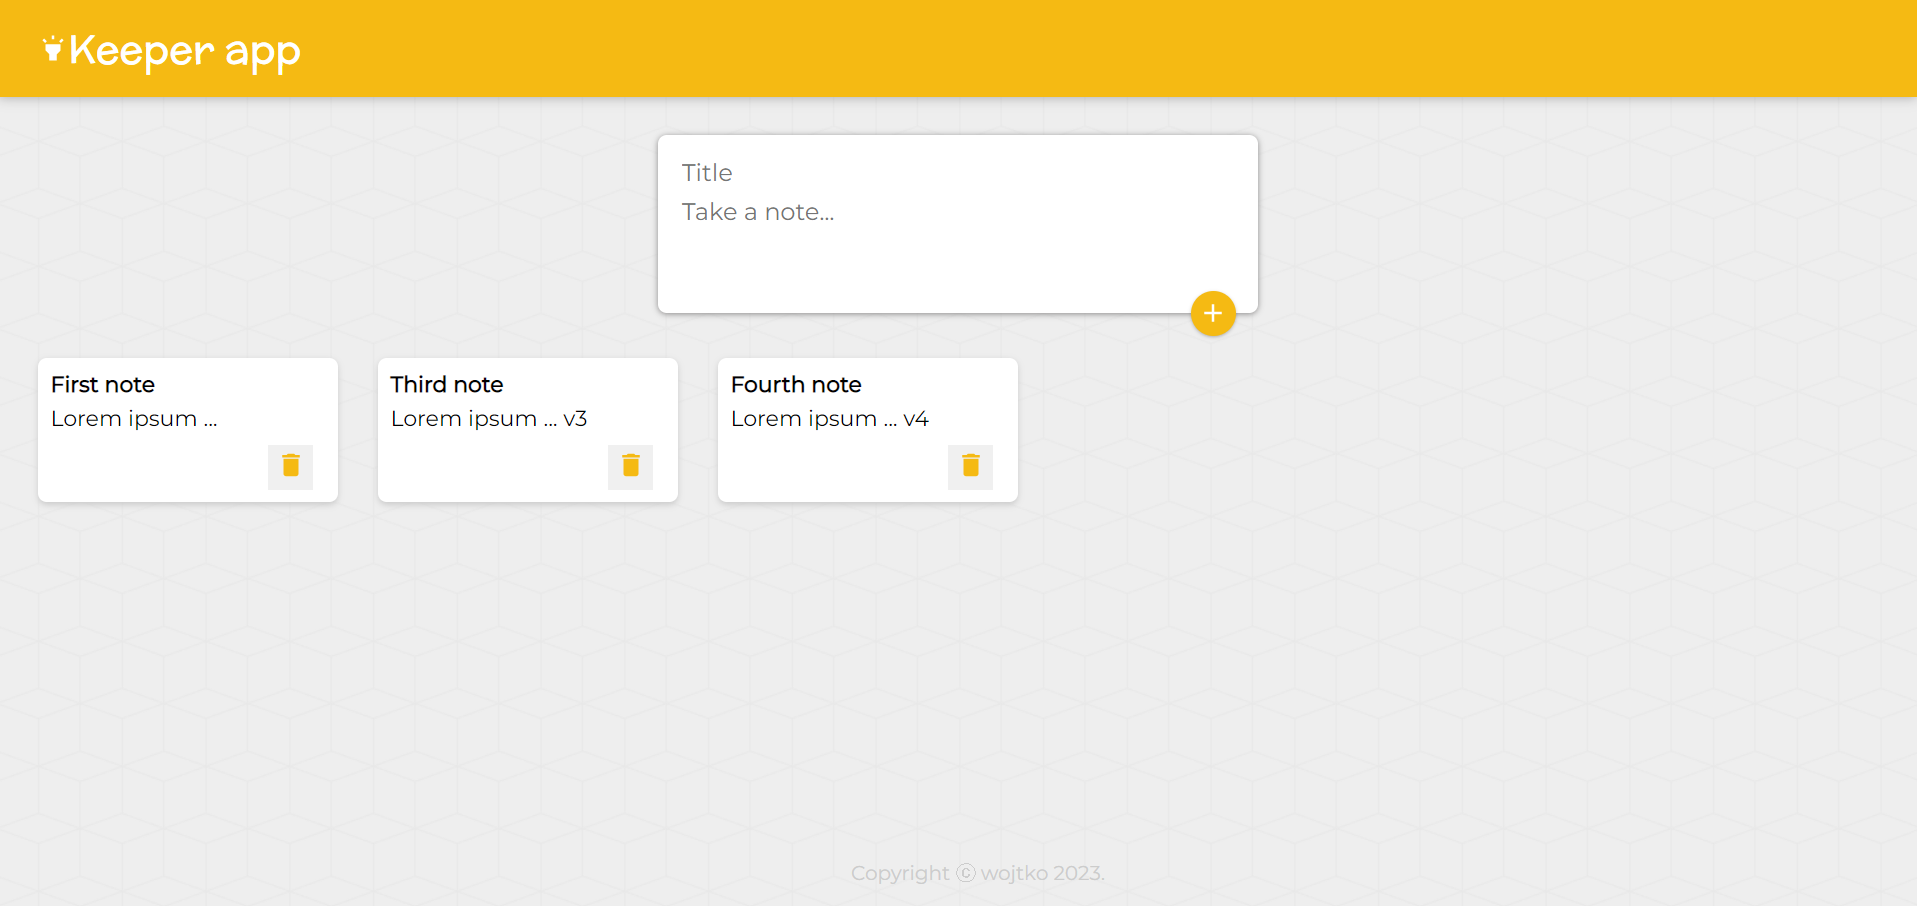 Keeper app
Title
Take a note...
First note
Lorem ipsum ...
Third note
Lorem ipsum ... v3
Fourth note
Lorem ipsum ... v4
Copyright ⓒ wojtko 2023.